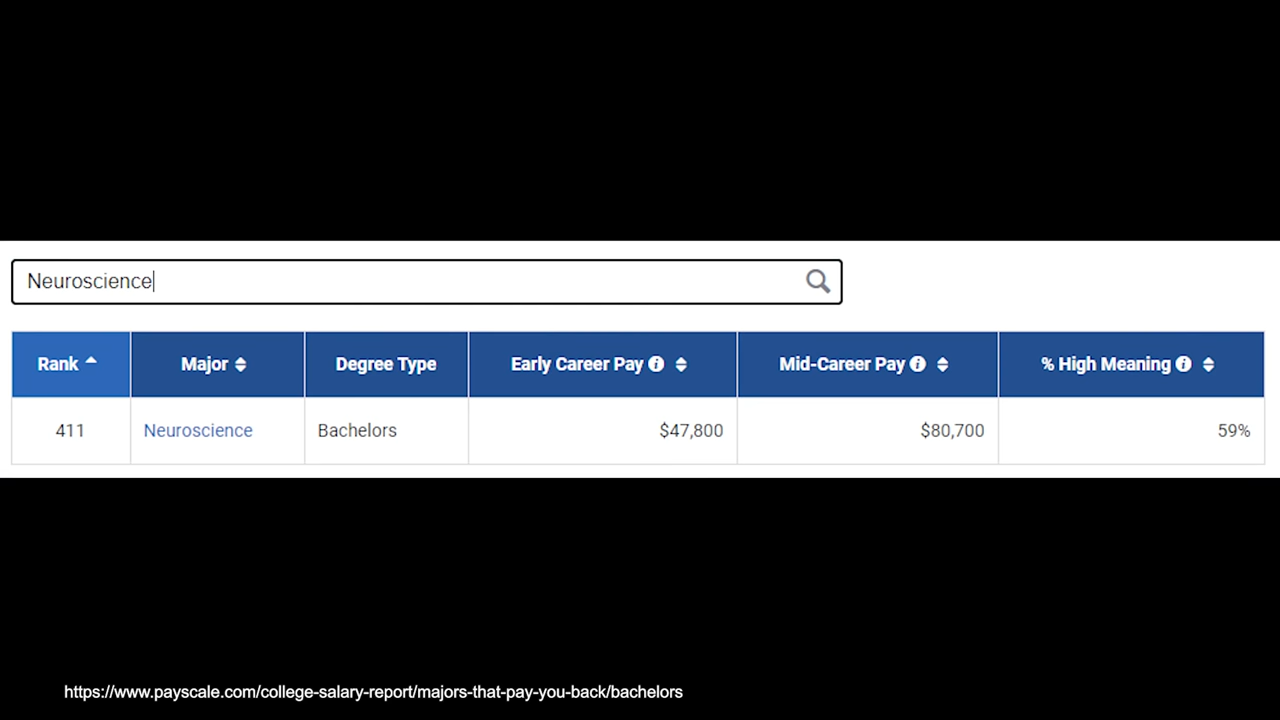 Neuroscience
Rank Major Degree Type Early Career Pay Mid-Career Pay % High Meaning
411 Neuroscience Bachelors $47,800 $80,700 59%
https://www.payscale.com/college-salary-report/majors-that-pay-you-back/bachelors